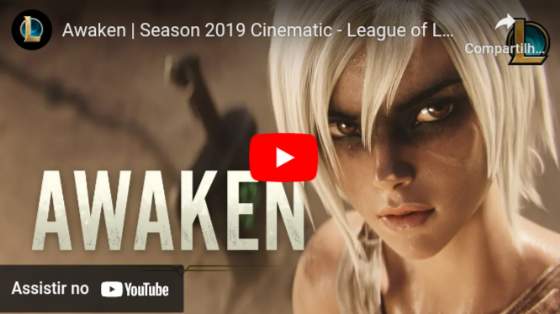 Awaken | Season 2019 Cinematic - League of L...
Compartilh...
AWAKEN
Assistir no YouTube